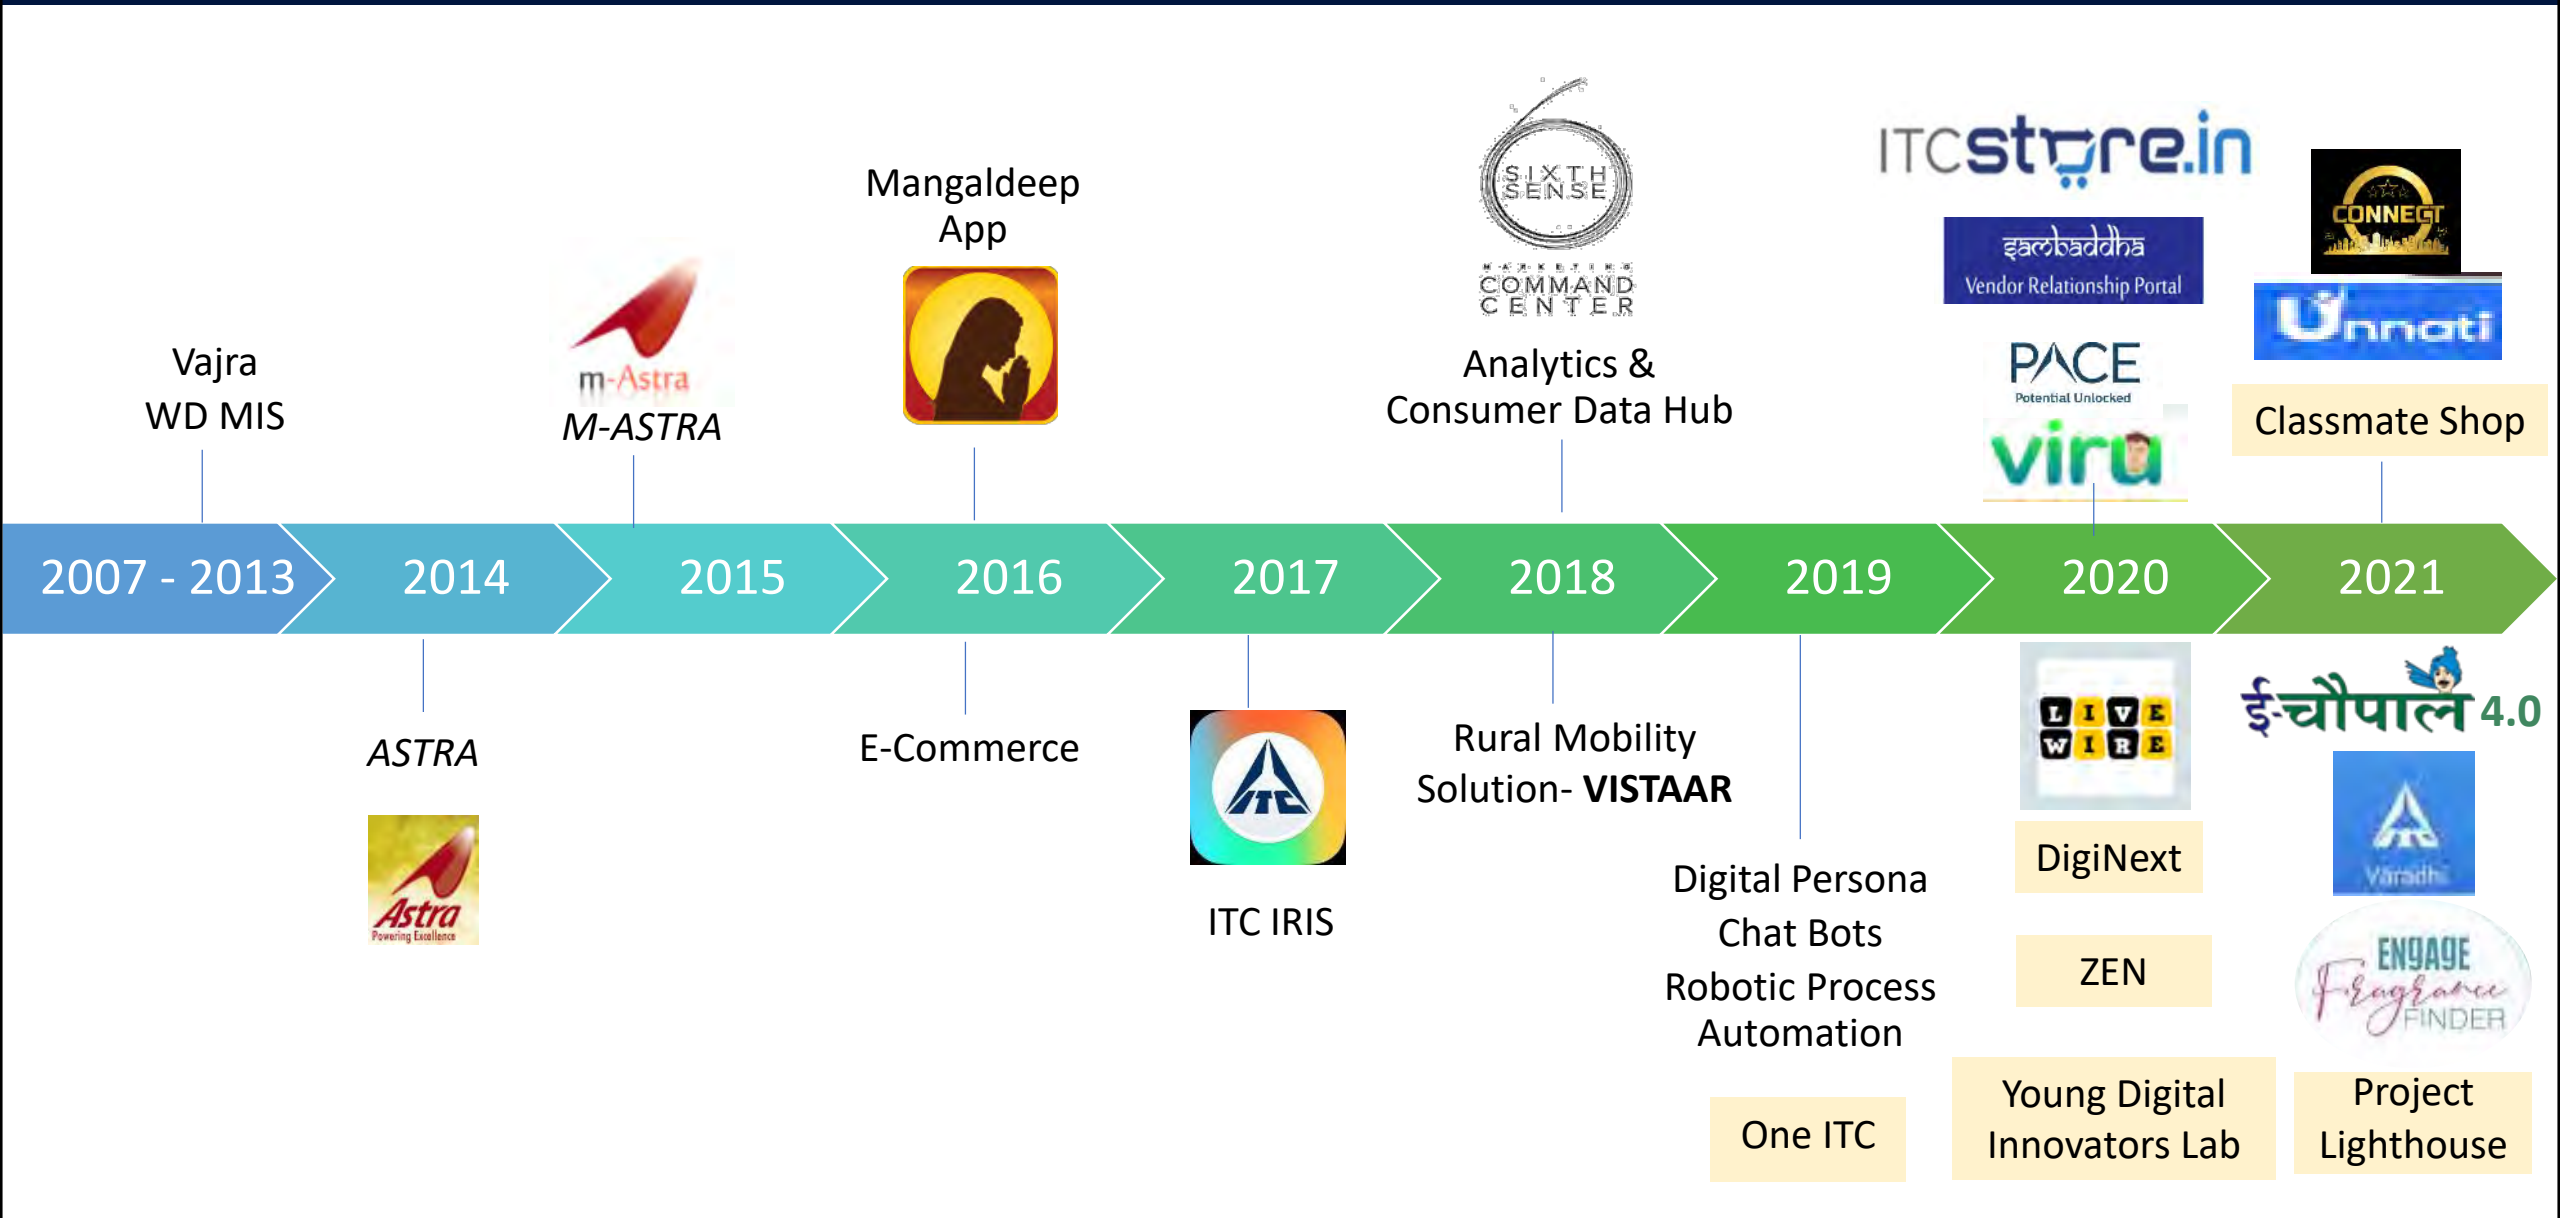 Vajra
WD MIS
m-Astra
M-ASTRA
Mangaldeep
App
SIXTH
SENSE
MARKETING
COMMAND
CENTER
Analytics &
Consumer Data Hub
ITCstore.in
sambaddha
Vendor Relationship Portal
PACE
Potential Unlocked
viru
CONNECT
Unnati
Classmate Shop
2007 - 2013
2014
2015
2016
2017
2018
2019
2020
2021
ASTRA
Astra
Powering Excellence
E-Commerce
ITC
ITC IRIS
Rural Mobility
Solution- VISTAAR
Digital Persona
Chat Bots
Robotic Process
Automation
One ITC
LIVE
WIRE
DigiNext
ZEN
Young Digital
Innovators Lab
ई-चौपाल 4.0
ITC
Varadhi
ENGAGE
Fragrance
FINDER
Project
Lighthouse